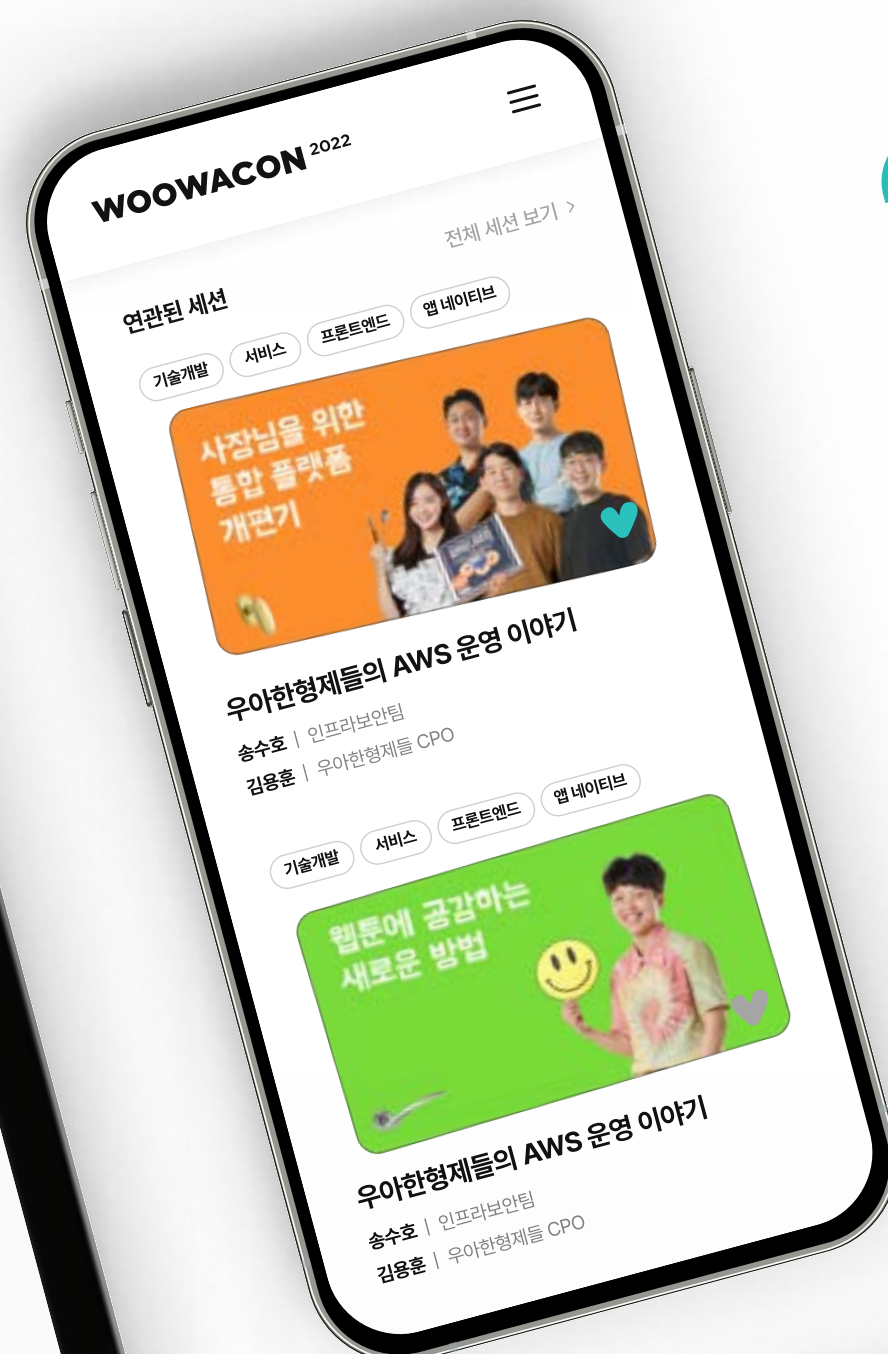 WOOWACON 2022
전체 세션 보기 >
연관된 세션
기술개발 서비스 프론트엔드 앱 네이티브
사장님을 위한
통합 플랫폼
개편기
우아한형제들의 AWS 운영 이야기
송수호 | 인프라보안팀
김용훈 | 우아한형제들 CPO
기술개발 서비스 프론트엔드 앱 네이티브
웹툰에 공감하는
새로운 방법
우아한형제들의 AWS 운영 이야기
송수호 | 인프라보안팀
김용훈 | 우아한형제들 CPO